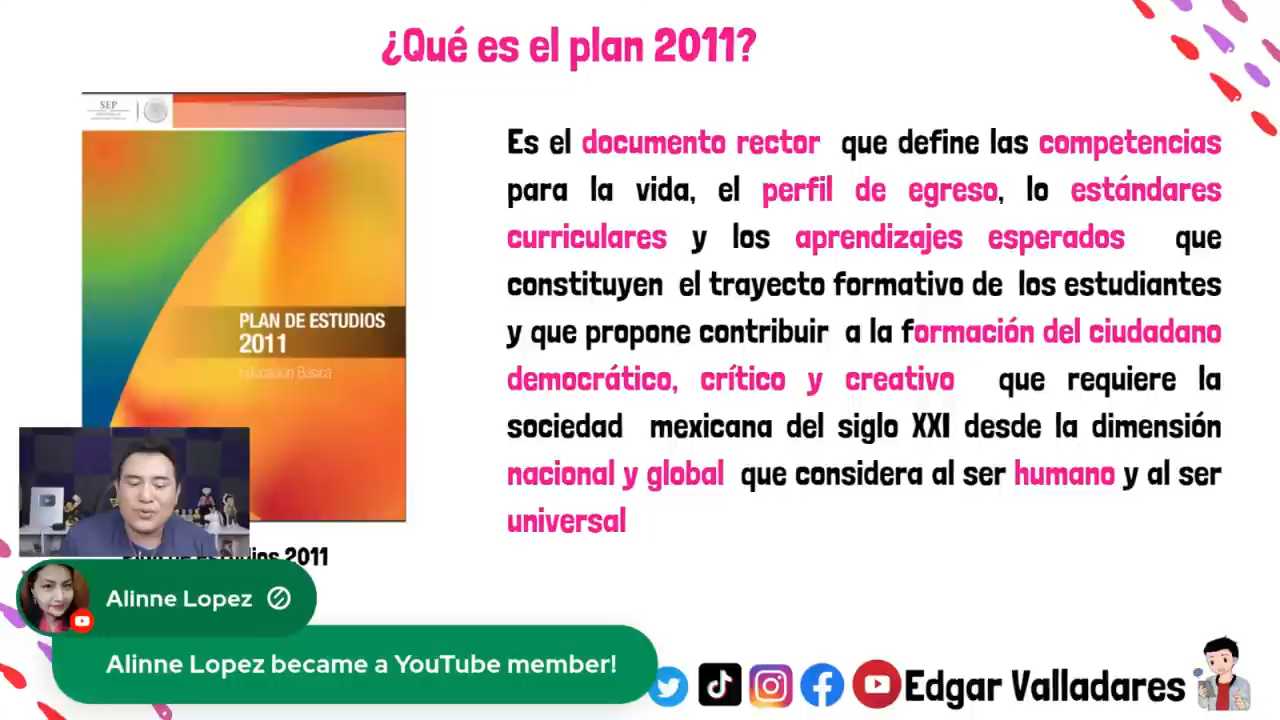 ¿Qué es el plan 2011?
SEP
PLAN DE ESTUDIOS
2011
Educación Básica
Es el documento rector que define las competencias
para la vida, el perfil de egreso, lo estándares
curriculares y los aprendizajes esperados que
constituyen el trayecto formativo de los estudiantes
y que propone contribuir a la formación del ciudadano
democrático, crítico y creativo que requiere la
sociedad mexicana del siglo XXI desde la dimensión
nacional y global que considera al ser humano y al ser
universal
Plan de Estudios 2011
Alinne Lopez
Alinne Lopez became a YouTube member!
Edgar Valladares